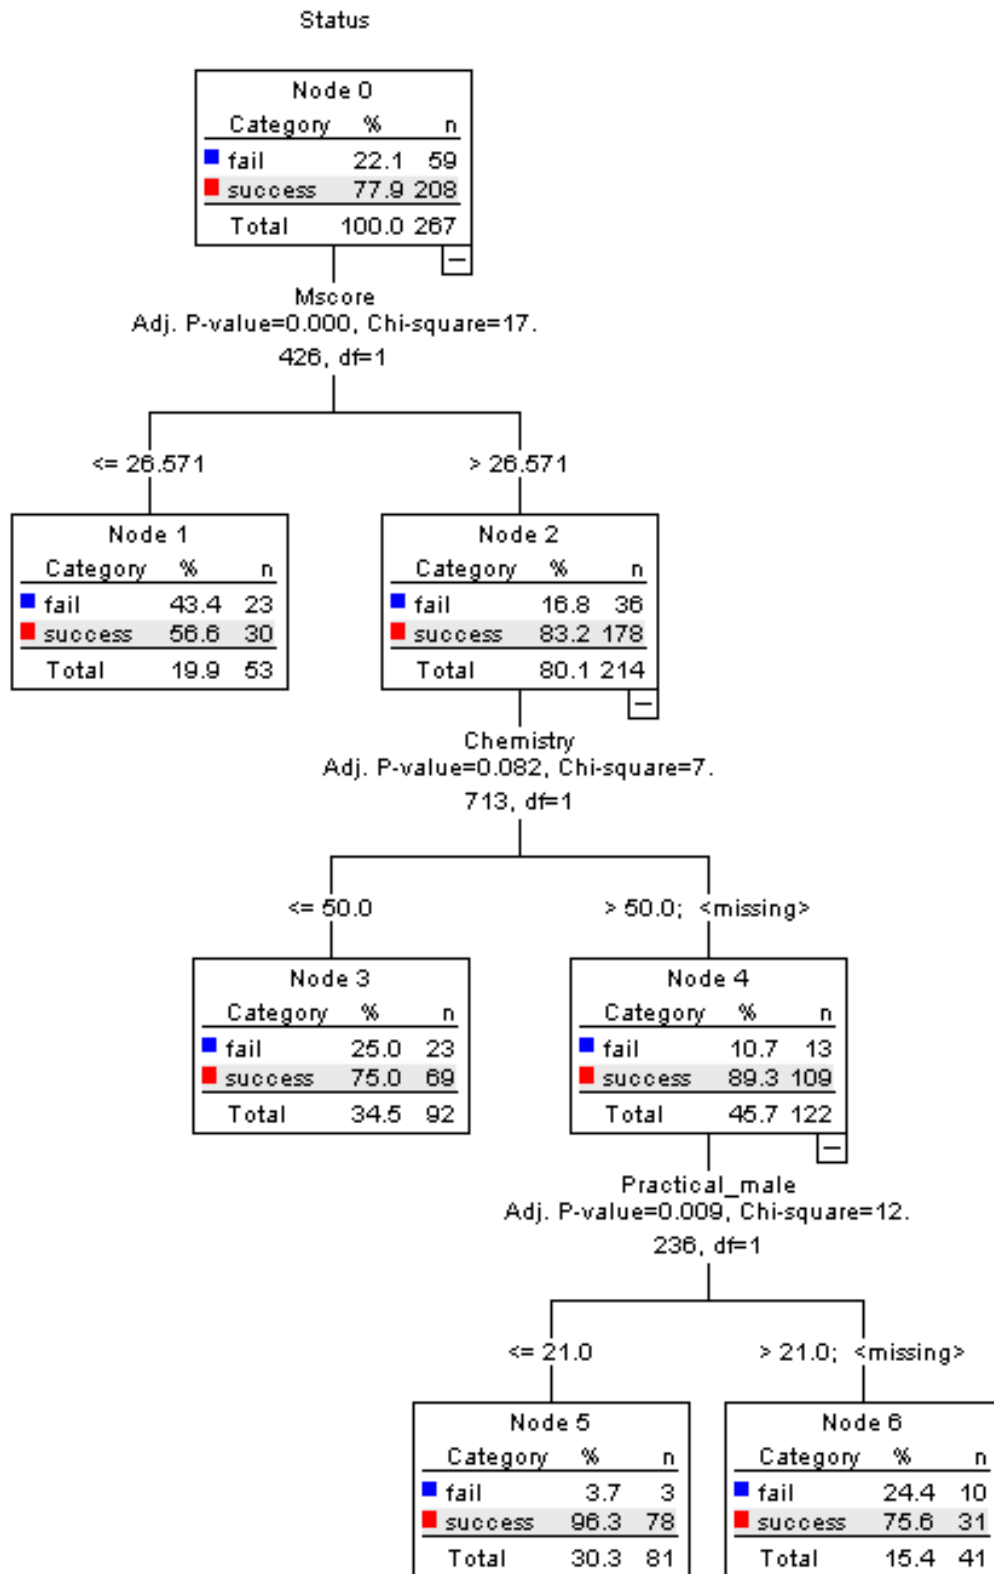 Status
Node 0
Category % n
fail 22.1 59
success 77.9 208
Total 100.0 267
Mscore
Adj. P-value=0.000, Chi-square=17.
426, df=1
<= 26.571
> 26.571
Node 1
Category % n
fail 43.4 23
success 56.6 30
Total 19.9 53
Node 2
Category % n
fail 16.8 36
success 83.2 178
Total 80.1 214
Chemistry
Adj. P-value=0.082, Chi-square=7.
713, df=1
<= 50.0
> 50.0; <missing>
Node 3
Category % n
fail 25.0 23
success 75.0 69
Total 34.5 92
Node 4
Category % n
fail 10.7 13
success 89.3 109
Total 45.7 122
Practical_male
Adj. P-value=0.009, Chi-square=12.
236, df=1
<= 21.0
> 21.0; <missing>
Node 5
Category % n
fail 3.7 3
success 96.3 78
Total 30.3 81
Node 6
Category % n
fail 24.4 10
success 75.6 31
Total 15.4 41